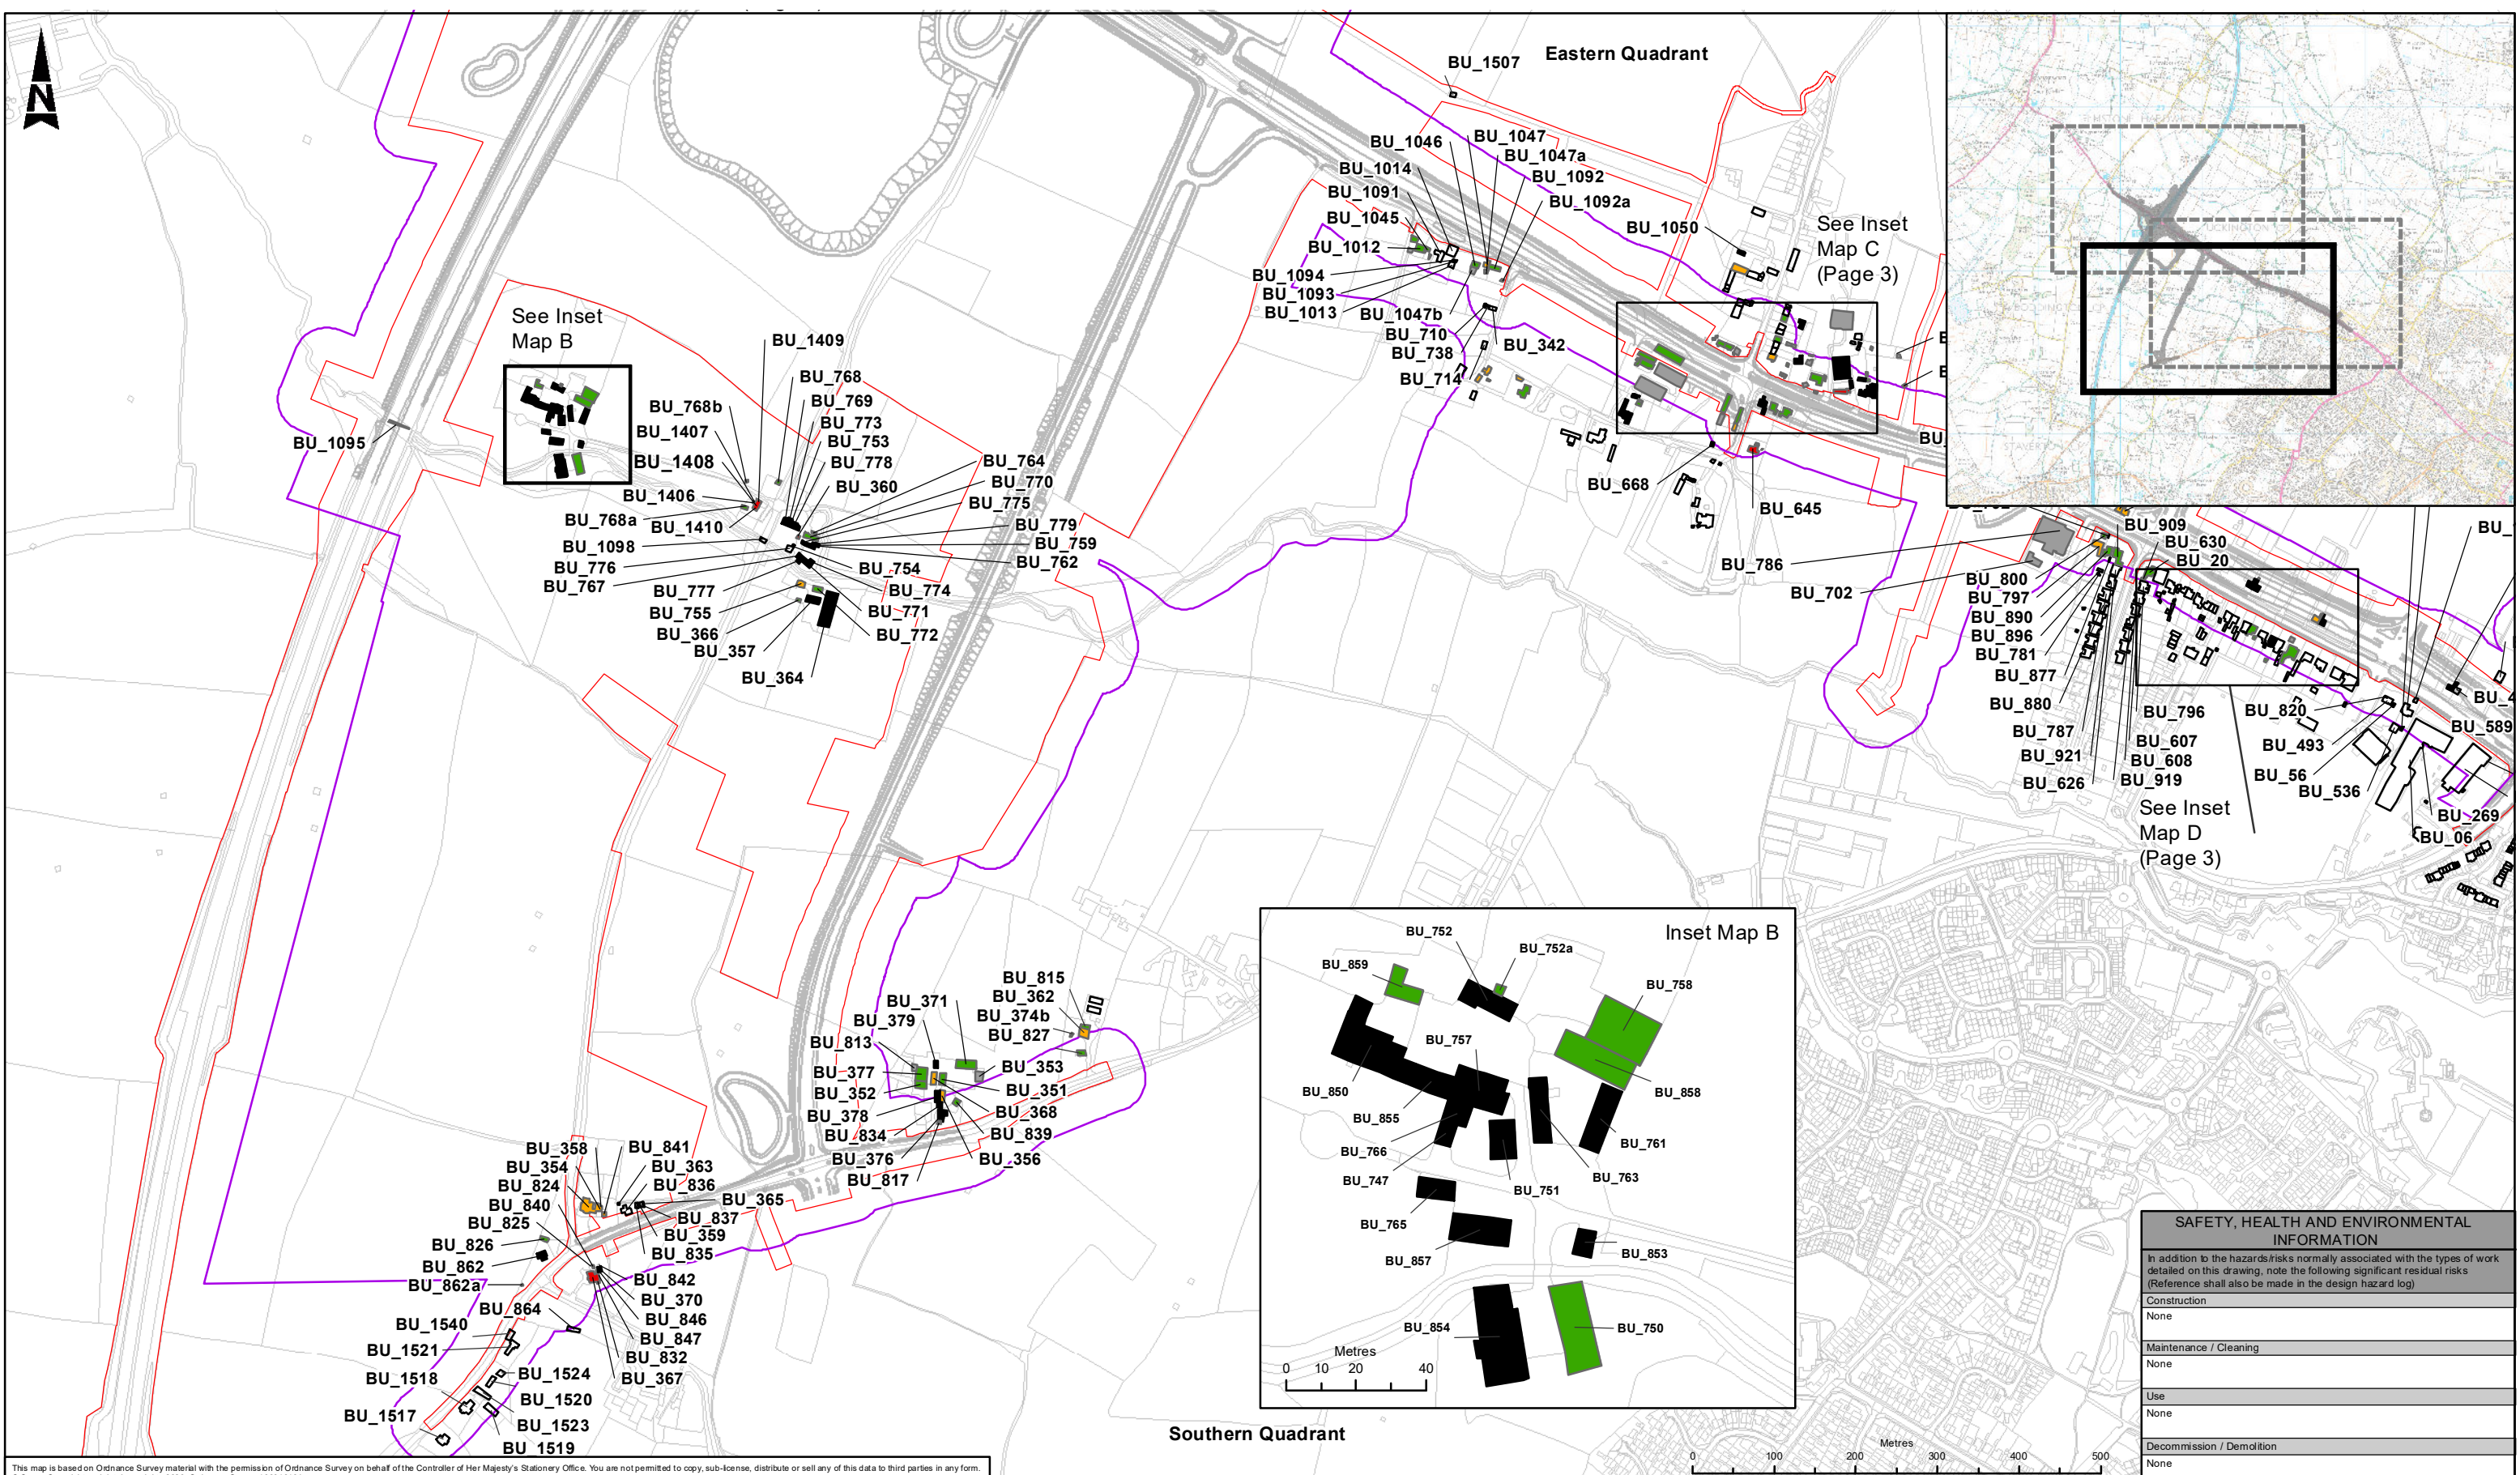 Eastern Quadrant
N
BU_1507
BU_1046
BU_1047
BU_1014
BU_1047a
BU_1091
BU_1092
BU_1045
BU_1092a
BU_1012
BU_1050
See Inset
Map C
(Page 3)
BU_1094
BU_1093
BU_1013
BU_1047b
BU_710
BU_738
BU_342
BU_714
BU_668
BU_645
See Inset
Map B
BU_1095
BU_1409
BU_768
BU_768b
BU_769
BU_1407
BU_773
BU_753
BU_1408
BU_778
BU_764
BU_360
BU_770
BU_1406
BU_775
BU_768a
BU_1410
BU_779
BU_1098
BU_759
BU_776
BU_762
BU_767
BU_754
BU_777
BU_774
BU_755
BU_771
BU_366
BU_772
BU_357
BU_364
BU_786
BU_702
BU_909
BU_630
BU_20
BU_800
BU_797
BU_890
BU_896
BU_781
BU_877
BU_880
BU_787
BU_921
BU_626
BU_796
BU_607
BU_608
BU_919
See Inset
Map D
(Page 3)
BU_820
BU_493
BU_56
BU_536
BU_589
BU_269
BU_06
BU_815
BU_362
BU_374b
BU_827
BU_371
BU_379
BU_813
BU_377
BU_352
BU_378
BU_834
BU_376
BU_817
BU_353
BU_351
BU_368
BU_839
BU_356
BU_358
BU_354
BU_824
BU_840
BU_825
BU_826
BU_862
BU_862a
BU_841
BU_363
BU_836
BU_365
BU_837
BU_359
BU_835
BU_842
BU_370
BU_846
BU_847
BU_832
BU_367
BU_864
BU_1540
BU_1521
BU_1518
BU_1517
BU_1524
BU_1520
BU_1523
BU_1519
Inset Map B
BU_752
BU_752a
BU_859
BU_758
BU_757
BU_850
BU_858
BU_855
BU_761
BU_766
BU_763
BU_747
BU_751
BU_765
BU_853
BU_857
BU_854
BU_750
Metres
0 10 20 40
Southern Quadrant
Metres
0 100 200 300 400 500
SAFETY, HEALTH AND ENVIRONMENTAL
INFORMATION
In addition to the hazards/risks normally associated with the types of work
detailed on this drawing, note the following significant residual risks
(Reference shall also be made in the design hazard log)
Construction
None
Maintenance / Cleaning
None
Use
None
Decommission / Demolition
None
This map is based on Ordnance Survey material with the permission of Ordnance Survey on behalf of the Controller of Her Majesty's Stationery Office. You are not permitted to copy, sub-license, distribute or sell any of this data to third parties in any form.